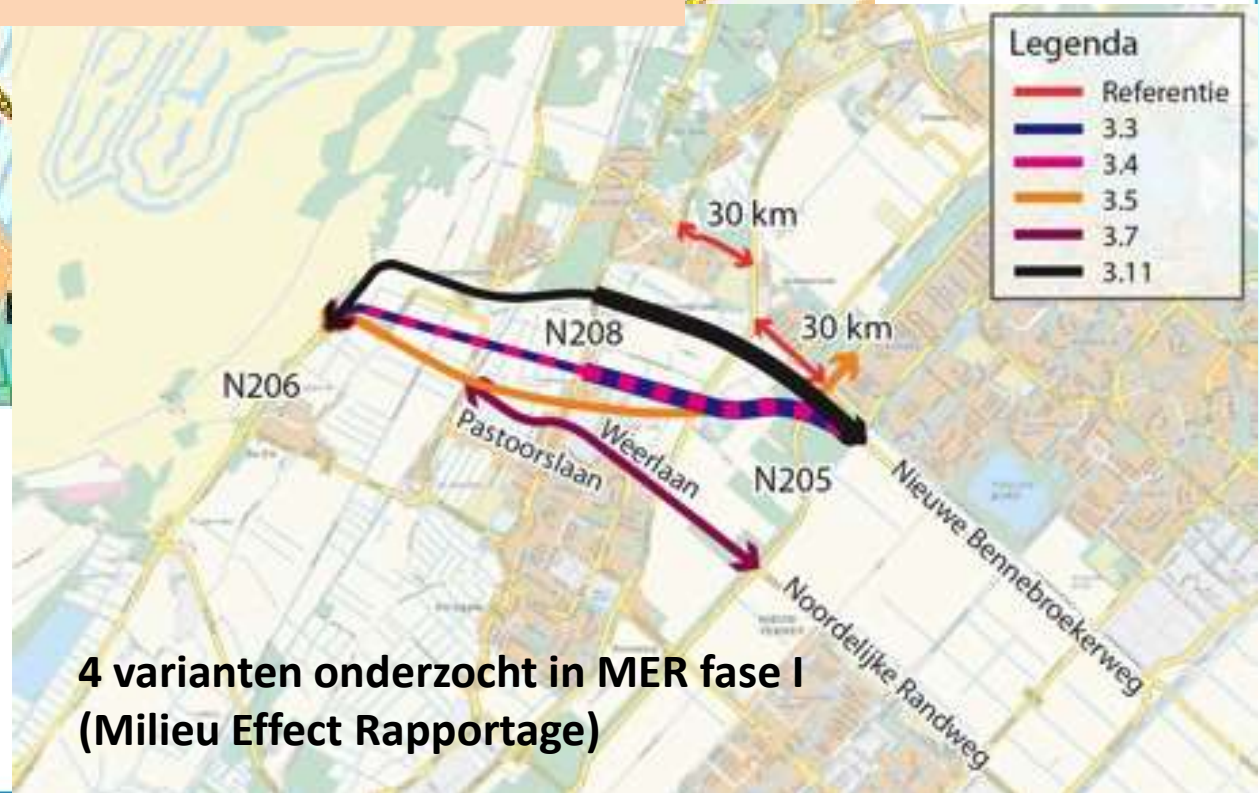 Legenda
Referentie
3.3
3.4
3.5
3.7
3.11
30 km
30 km
N208
N206
Pastoorslaan
Weerlaan
N205
Nieuwe Bennebroekerweg
Noordelijke Randweg
4 varianten onderzocht in MER fase I
(Milieu Effect Rapportage)